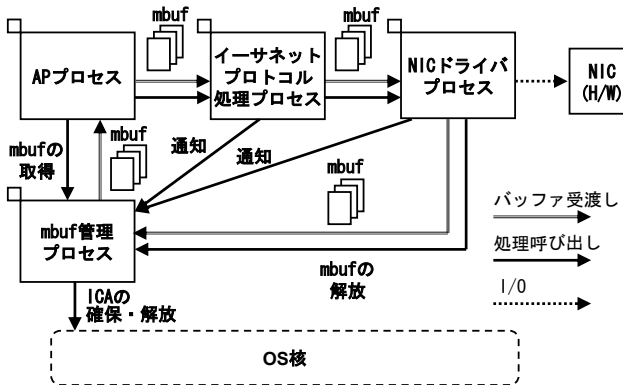 mbuf
mbuf
APプロセス
イーサネット
プロトコル
処理プロセス
NICドライバ
プロセス
NIC
(H/W)
mbufの
取得
mbuf
通知
通知
mbuf
バッファ受渡し
mbuf管理
プロセス
処理呼び出し
mbufの
解放
I/O
ICAの
確保・解放
OS核